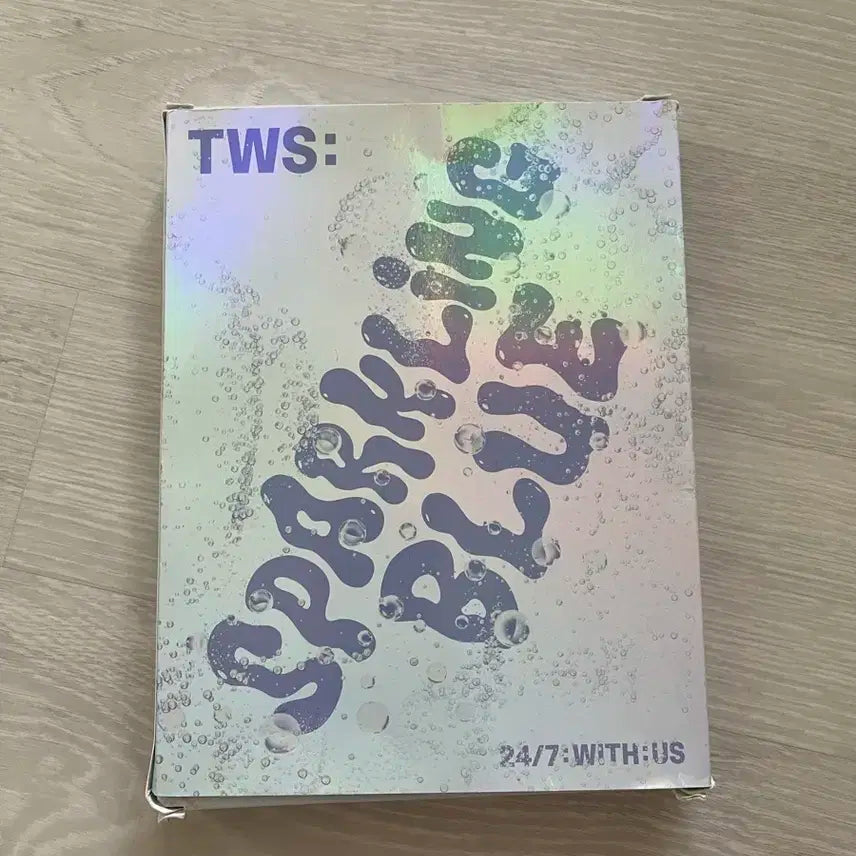 TWS:
SPARKLiNG
BLUE
24/7:WiTH:US